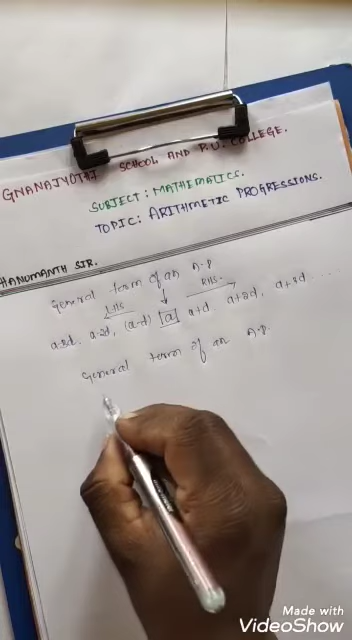 GNANAJYOTHI SCHOOL AND P.U. COLLEGE.
SUBJECT: MATHEMATICS.
TOPIC: ARITHMETIC PROGRESSIONS.
HANUMANTH SIR.
General term of an A.P
LHS RHS.
a-3d, a-2d, (a-d) [a] a+d. a+2d, a+3d.....
General term of an A.P.
Made with
VideoShow